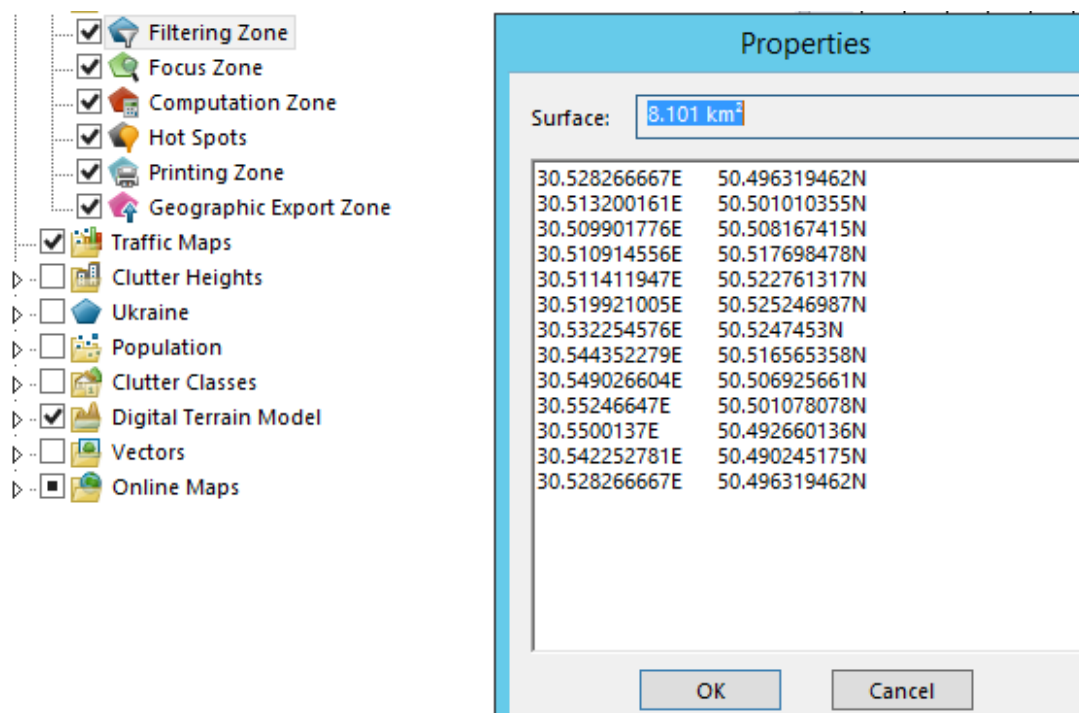 Filtering Zone
Focus Zone
Computation Zone
Hot Spots
Printing Zone
Geographic Export Zone
Traffic Maps
Clutter Heights
Ukraine
Population
Clutter Classes
Digital Terrain Model
Vectors
Online Maps
Properties
Surface: 8.101 km²
30.528266667E 50.496319462N
30.513200161E 50.501010355N
30.509901776E 50.508167415N
30.510914556E 50.517698478N
30.511411947E 50.522761317N
30.519921005E 50.525246987N
30.532254576E 50.5247453N
30.544352279E 50.516565358N
30.549026604E 50.506925661N
30.55246647E 50.501078078N
30.5500137E 50.492660136N
30.542252781E 50.490245175N
30.528266667E 50.496319462N
OK Cancel